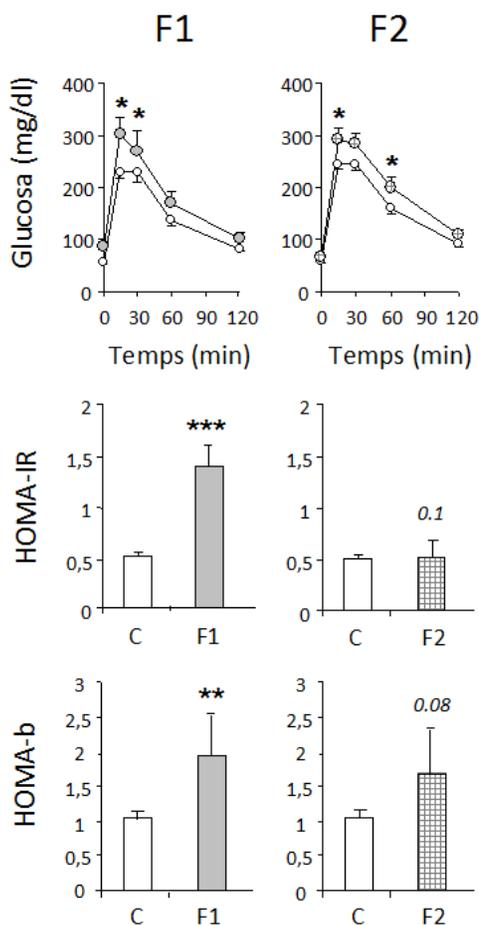 F1 F2
Glucosa (mg/dl)
400 400
* * *
300 300
*
200 200
100 100
0 0
0 30 60 90 120 0 30 60 90 120
Temps (min) Temps (min)
HOMA-IR
2 2
***
1,5 1,5
1 1
0.1
0,5 0,5
0 0
C F1 C F2
HOMA-b
3 3
** 0.08
2,5 2,5
2 2
1,5 1,5
1 1
0,5 0,5
0 0
C F1 C F2